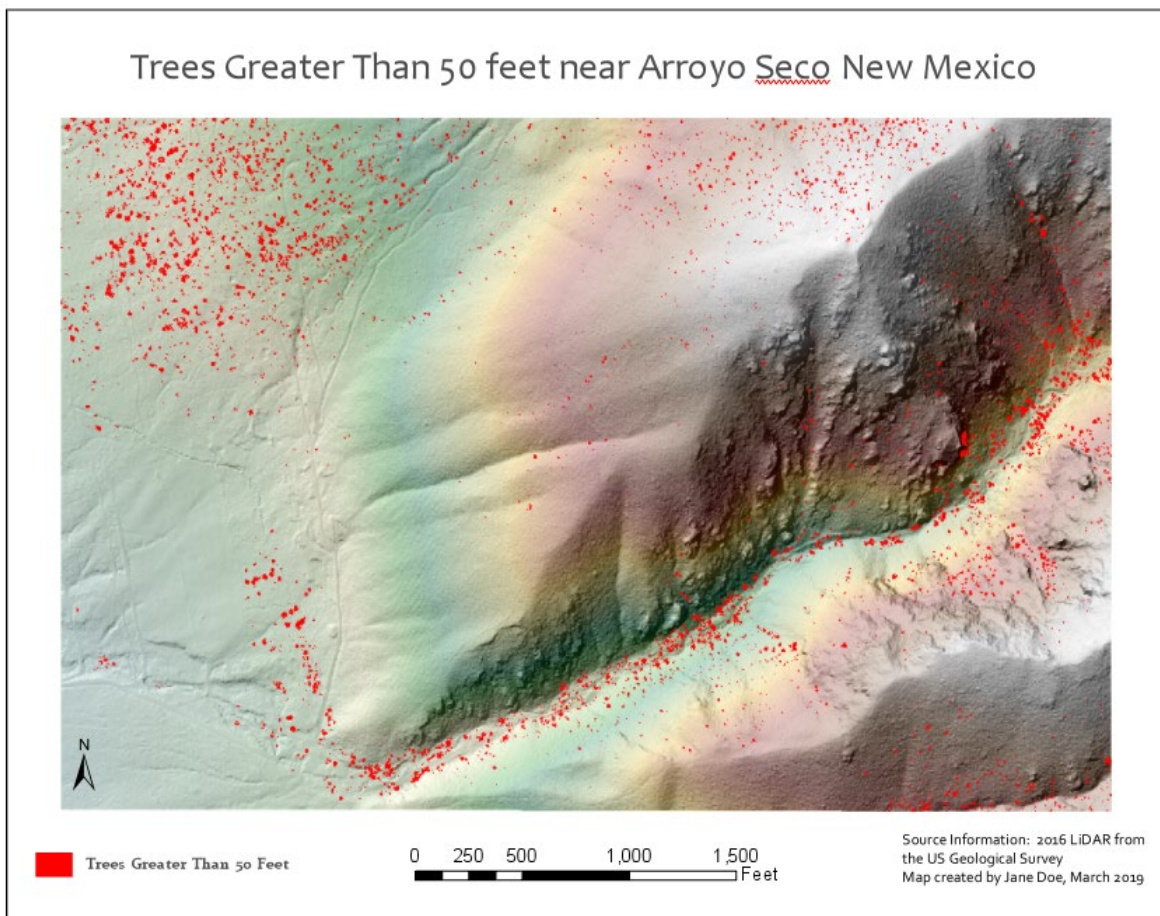 Trees Greater Than 50 feet near Arroyo Seco New Mexico
N
Trees Greater Than 50 Feet
0 250 500 1,000 1,500
Feet
Source Information: 2016 LiDAR from
the US Geological Survey
Map created by Jane Doe, March 2019